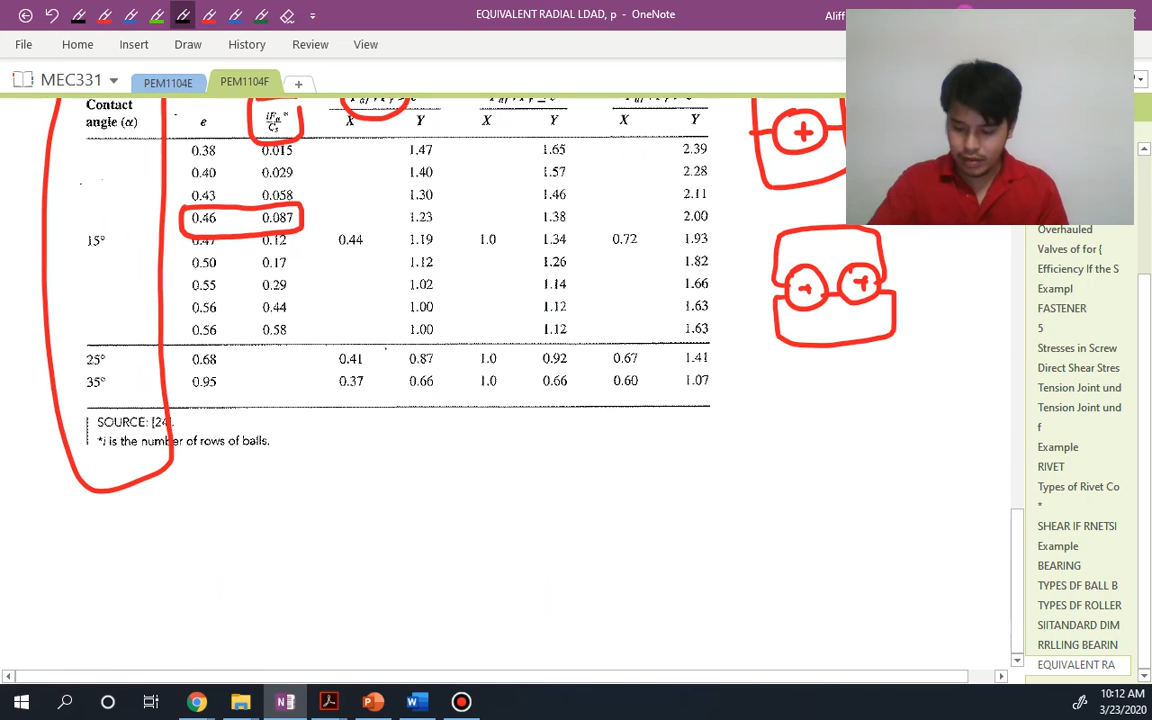 EQUIVALENT RADIAL LDAD, p - OneNote
Aliff
File Home Insert Draw History Review View
MEC331
PEM1104E
PEM1104F
Contact
angle (α) e iFₐ* X Y X Y X Y
Cₛ
0.38 0.015 1.47 1.65 2.39
0.40 0.029 1.40 1.57 2.28
0.43 0.058 1.30 1.46 2.11
0.46 0.087 1.23 1.38 2.00
15° 0.47 0.12 0.44 1.19 1.0 1.34 0.72 1.93
0.50 0.17 1.12 1.26 1.82
0.55 0.29 1.02 1.14 1.66
0.56 0.44 1.00 1.12 1.63
0.56 0.58 1.00 1.12 1.63
25° 0.68 0.41 0.87 1.0 0.92 0.67 1.41
35° 0.95 0.37 0.66 1.0 0.66 0.60 1.07
SOURCE: [24].
*i is the number of rows of balls.
+
+ +
Overhauled
Valves of for {
Efficiency If the S
Exampl
FASTENER
5
Stresses in Screw
Direct Shear Stres
Tension Joint und
Tension Joint und
f
Example
RIVET
Types of Rivet Co
*
SHEAR IF RNETSI
Example
BEARING
TYPES DF BALL B
TYPES DF ROLLER
SIITANDARD DIM
RRLLING BEARIN
EQUIVALENT RA
10:12 AM
3/23/2020